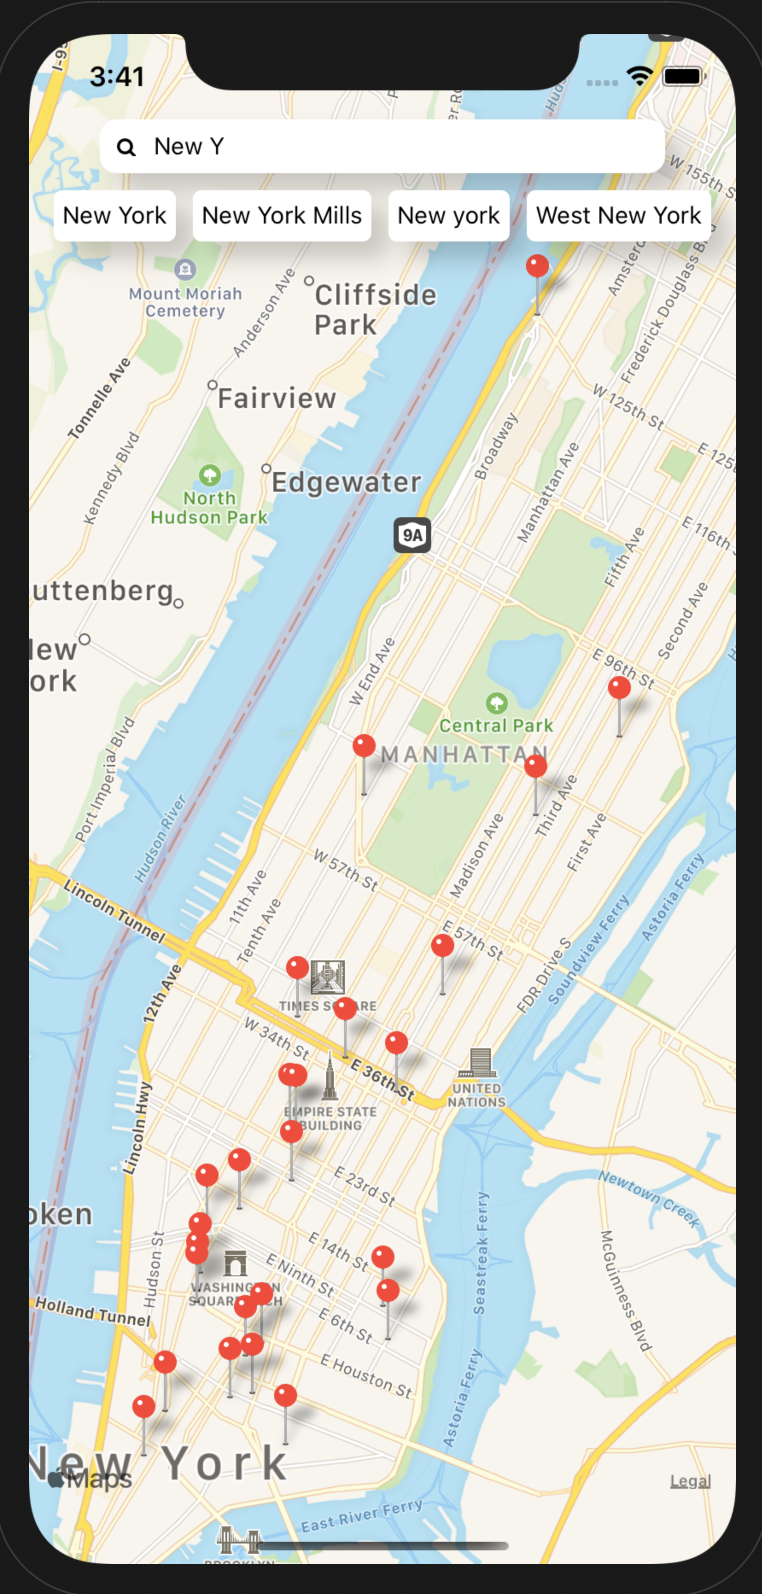 I-95
3:41
New Y
New York
New York Mills
New york
West New York
W 155th S
Mount Moriah
Cemetery
Cliffside
Park
Anderson Ave
Amsterd
Frederick Douglass Blvd
Tonnelle Ave
Fairview
W 125th St
Broadway
Kennedy Blvd
Edgewater
Manhattan Ave
E 125t
North
Hudson Park
9A
E 116th
Fifth Ave
uttenberg
Second Ave
ew
ork
W End Ave
E 96th St
Central Park
MANHATTAN
Port Imperial Blvd
Hudson River
Third Ave
Madison Ave
First Ave
W 57th St
Lincoln Tunnel
11th Ave
Tenth Ave
E 57th St
Astoria Ferry
Soundview Ferry
FDR Drive S
12th Ave
TIMES SQUARE
W 34th St
E 36th St
UNITED
NATIONS
EMPIRE STATE
BUILDING
Lincoln Hwy
E 23rd St
Newtown Creek
oken
Hudson St
E 14th St
Seastreak Ferry
McGuinness Blvd
WASHINGTON
SQUARE ARCH
E Ninth St
Holland Tunnel
E 6th St
E Houston St
Astoria Ferry
New York
Maps
Legal
East River Ferry
BROOKLYN